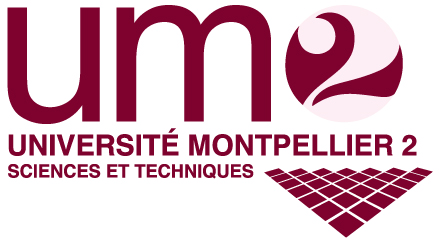 um2
UNIVERSITÉ MONTPELLIER 2
SCIENCES ET TECHNIQUES